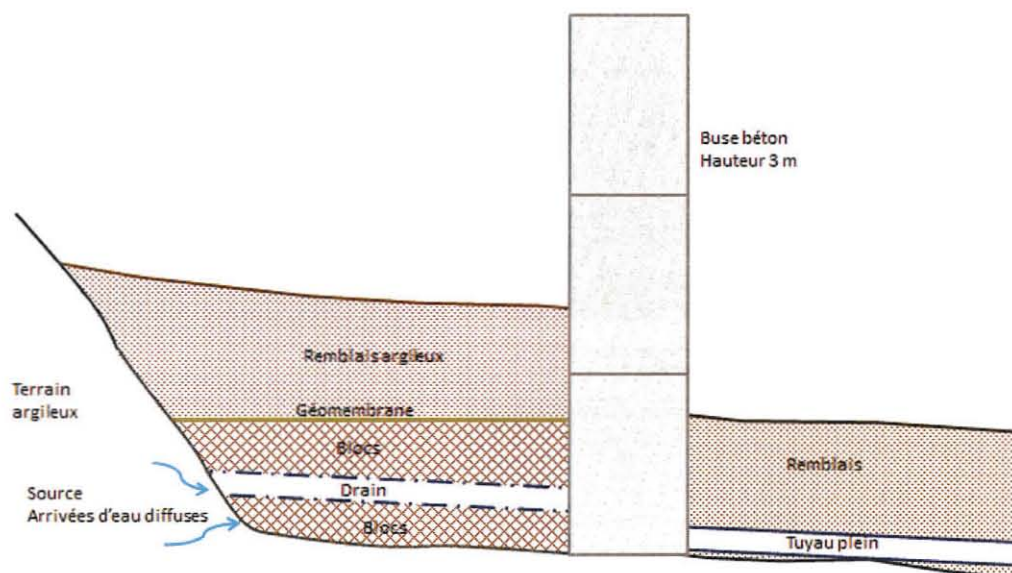 Buse béton
Hauteur 3 m
Remblais argileux
Terrain
argileux
Géomembrane
Blocs
Remblais
Drain
Source
Arrivées d'eau diffuses
Blocs
Tuyau plein